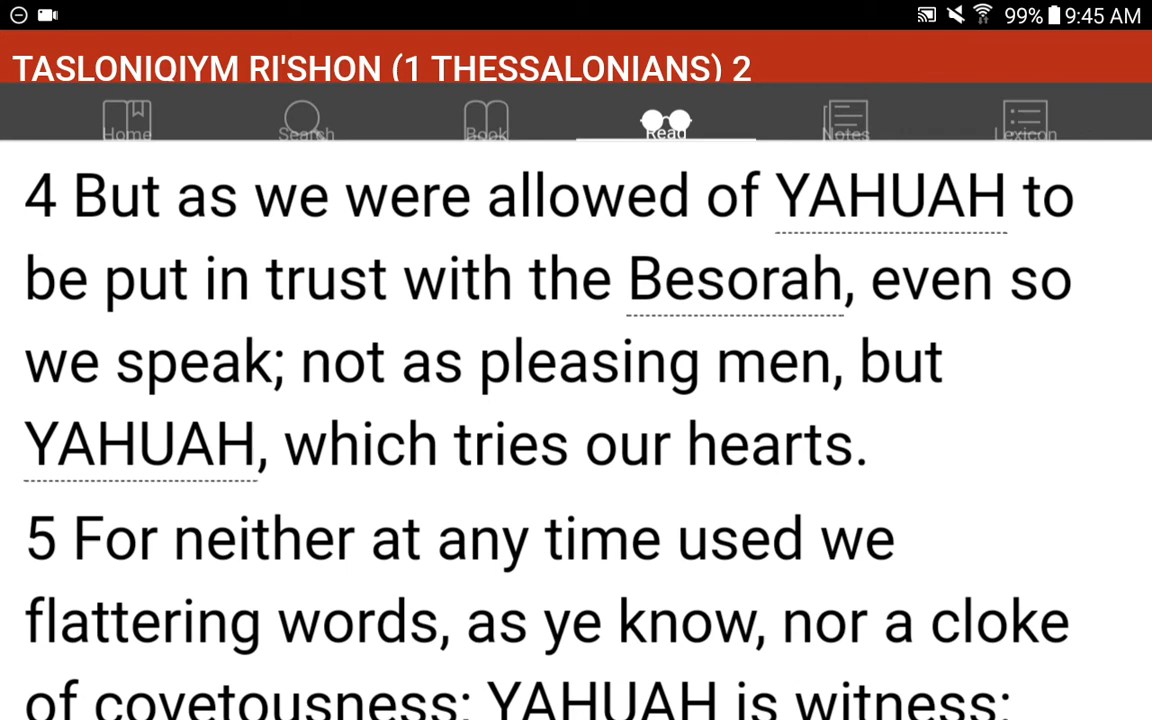 99% 9:45 AM
TASLONIQIYM RI'SHON (1 THESSALONIANS) 2
Home Search Book Read Notes Lexicon
4 But as we were allowed of YAHUAH to
be put in trust with the Besorah, even so
we speak; not as pleasing men, but
YAHUAH, which tries our hearts.
5 For neither at any time used we
flattering words, as ye know, nor a cloke
of covetousness; YAHUAH is witness: